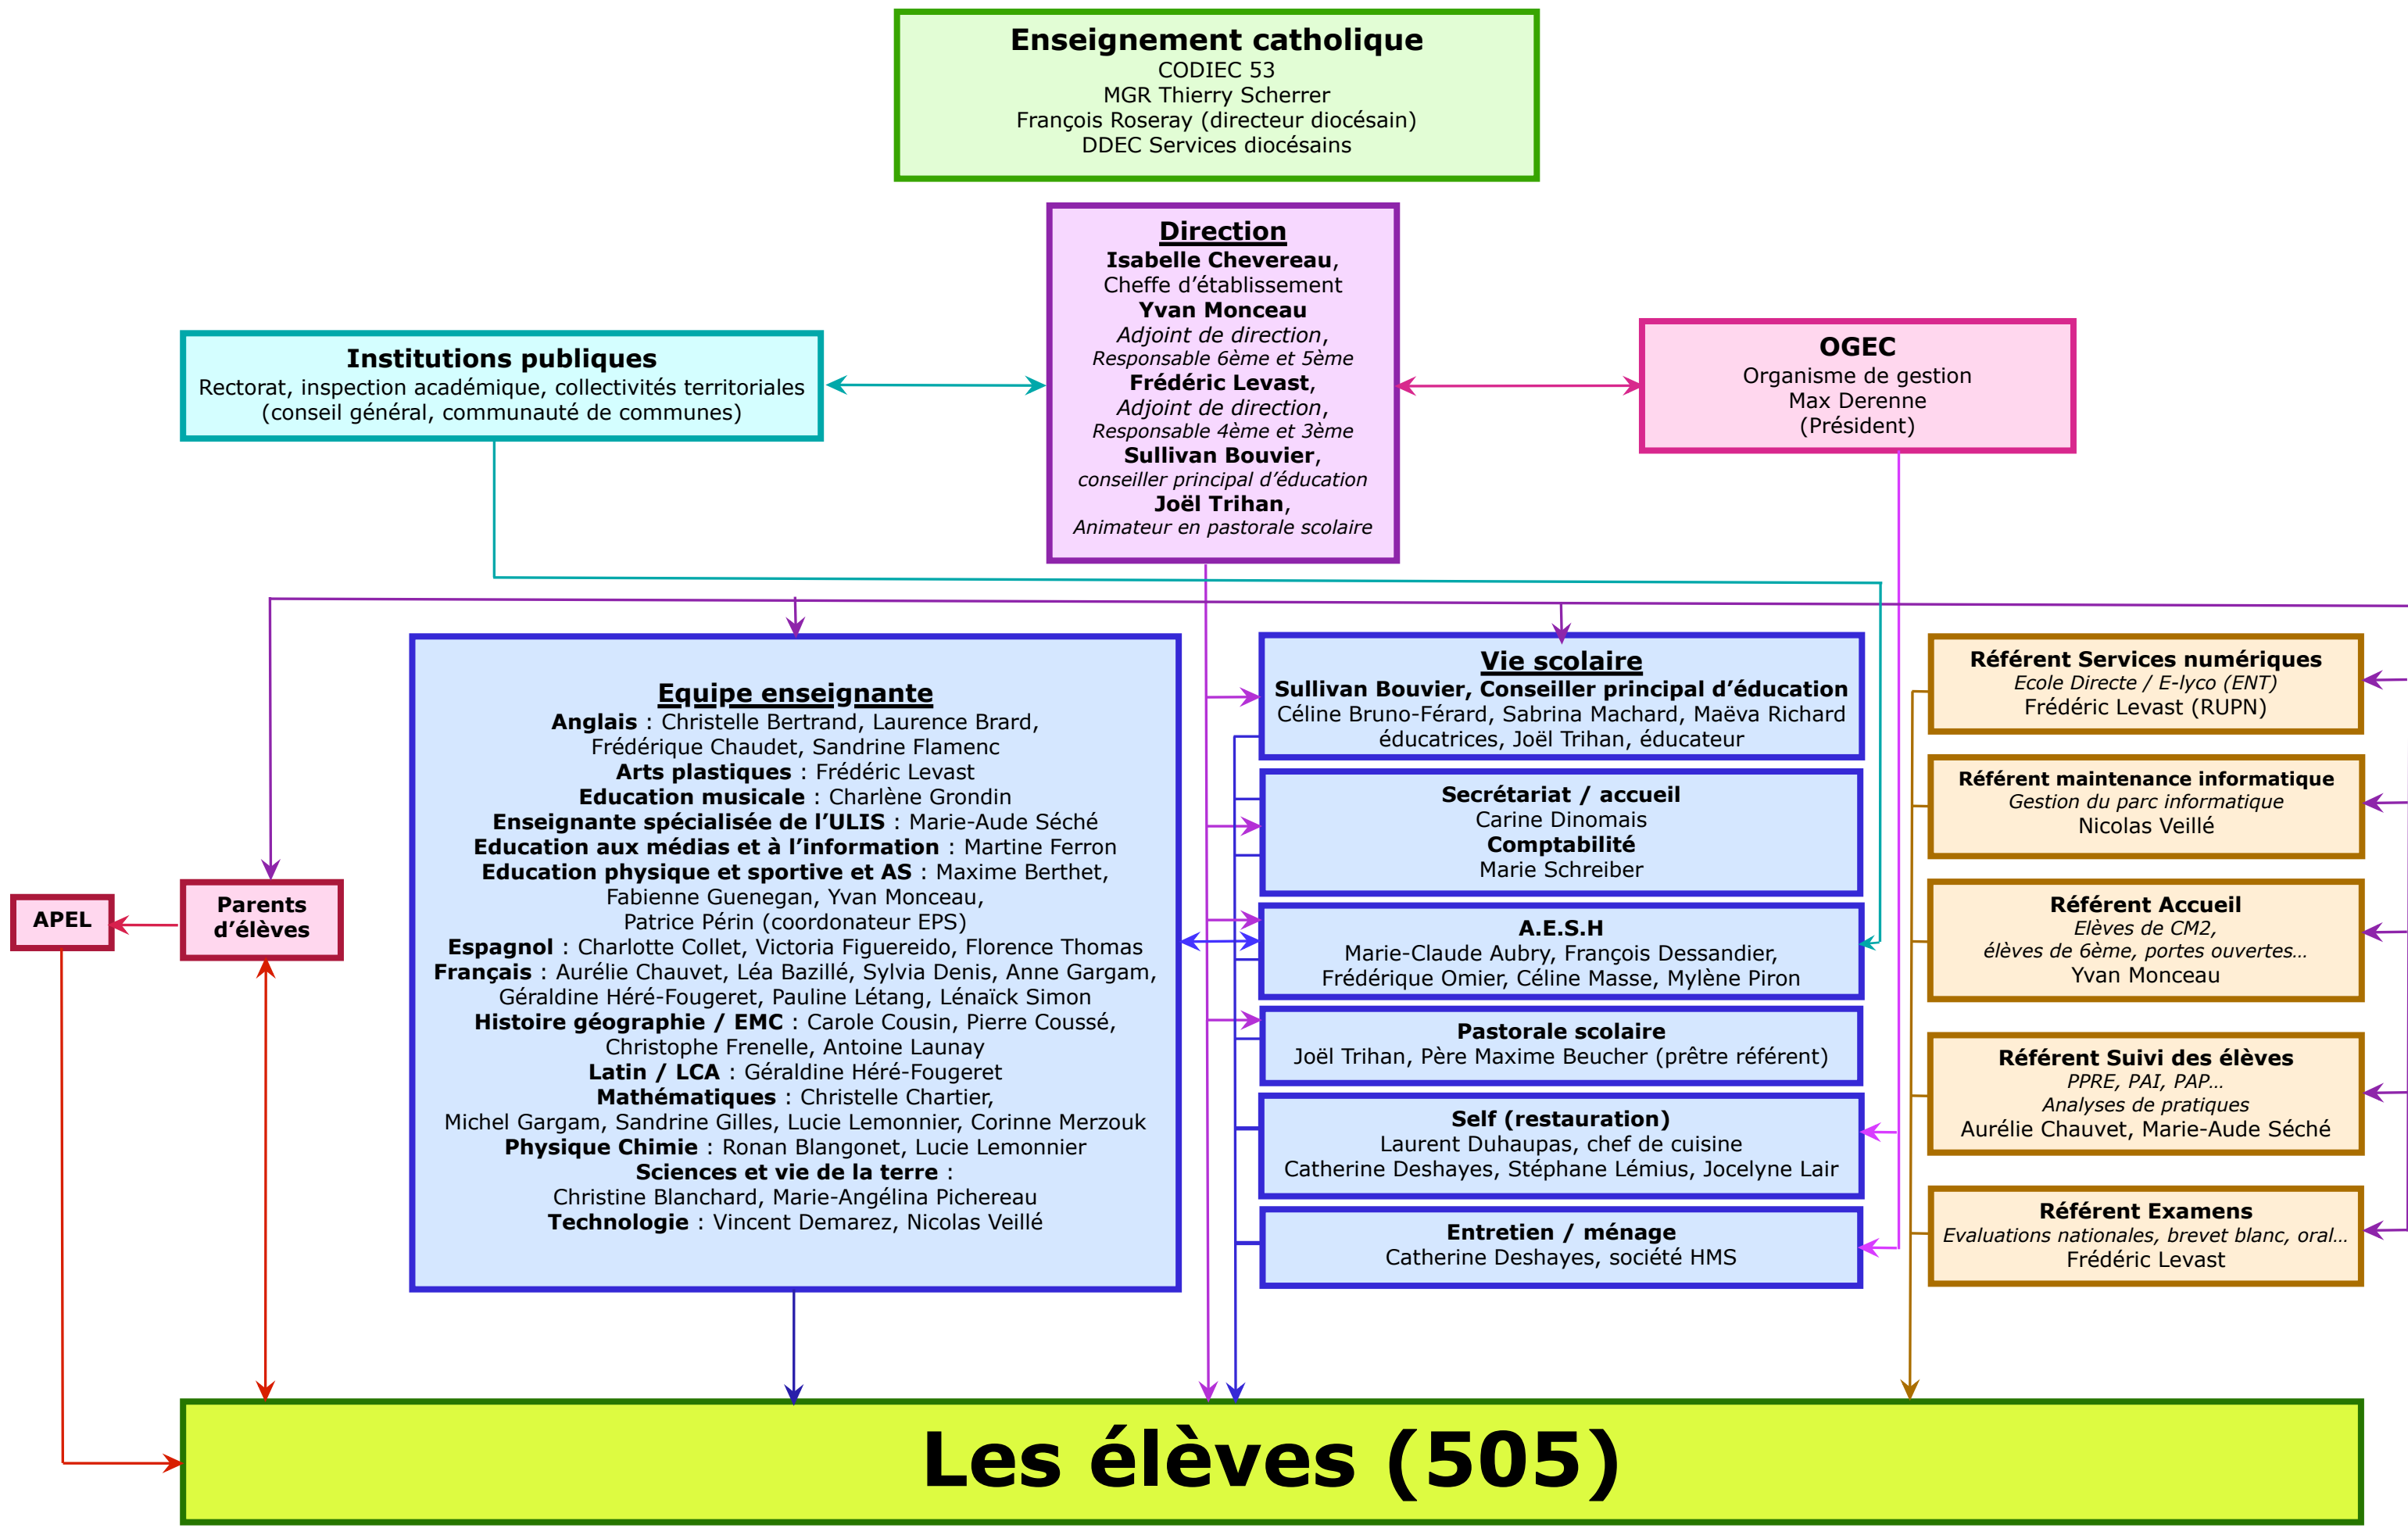 Enseignement catholique
CODIEC 53
MGR Thierry Scherrer
François Roseray (directeur diocésain)
DDEC Services diocésains
Direction
Isabelle Chevereau,
Cheffe d’établissement
Yvan Monceau
Adjoint de direction,
Responsable 6ème et 5ème
Frédéric Levast,
Adjoint de direction,
Responsable 4ème et 3ème
Sullivan Bouvier,
conseiller principal d’éducation
Joël Trihan,
Animateur en pastorale scolaire
Institutions publiques
Rectorat, inspection académique, collectivités territoriales
(conseil général, communauté de communes)
OGEC
Organisme de gestion
Max Derenne
(Président)
APEL
Parents
d’élèves
Equipe enseignante
Anglais : Christelle Bertrand, Laurence Brard,
Frédérique Chaudet, Sandrine Flamenc
Arts plastiques : Frédéric Levast
Education musicale : Charlène Grondin
Enseignante spécialisée de l’ULIS : Marie-Aude Séché
Education aux médias et à l’information : Martine Ferron
Education physique et sportive et AS : Maxime Berthet,
Fabienne Guenegan, Yvan Monceau,
Patrice Périn (coordonateur EPS)
Espagnol : Charlotte Collet, Victoria Figuereido, Florence Thomas
Français : Aurélie Chauvet, Léa Bazillé, Sylvia Denis, Anne Gargam,
Géraldine Héré-Fougeret, Pauline Létang, Lénaïck Simon
Histoire géographie / EMC : Carole Cousin, Pierre Coussé,
Christophe Frenelle, Antoine Launay
Latin / LCA : Géraldine Héré-Fougeret
Mathématiques : Christelle Chartier,
Michel Gargam, Sandrine Gilles, Lucie Lemonnier, Corinne Merzouk
Physique Chimie : Ronan Blangonet, Lucie Lemonnier
Sciences et vie de la terre :
Christine Blanchard, Marie-Angélina Pichereau
Technologie : Vincent Demarez, Nicolas Veillé
Vie scolaire
Sullivan Bouvier, Conseiller principal d’éducation
Céline Bruno-Férard, Sabrina Machard, Maëva Richard
éducatrices, Joël Trihan, éducateur
Secrétariat / accueil
Carine Dinomais
Comptabilité
Marie Schreiber
A.E.S.H
Marie-Claude Aubry, François Dessandier,
Frédérique Omier, Céline Masse, Mylène Piron
Pastorale scolaire
Joël Trihan, Père Maxime Beucher (prêtre référent)
Self (restauration)
Laurent Duhaupas, chef de cuisine
Catherine Deshayes, Stéphane Lémius, Jocelyne Lair
Entretien / ménage
Catherine Deshayes, société HMS
Référent Services numériques
Ecole Directe / E-lyco (ENT)
Frédéric Levast (RUPN)
Référent maintenance informatique
Gestion du parc informatique
Nicolas Veillé
Référent Accueil
Elèves de CM2,
élèves de 6ème, portes ouvertes...
Yvan Monceau
Référent Suivi des élèves
PPRE, PAI, PAP...
Analyses de pratiques
Aurélie Chauvet, Marie-Aude Séché
Référent Examens
Evaluations nationales, brevet blanc, oral...
Frédéric Levast
Les élèves (505)